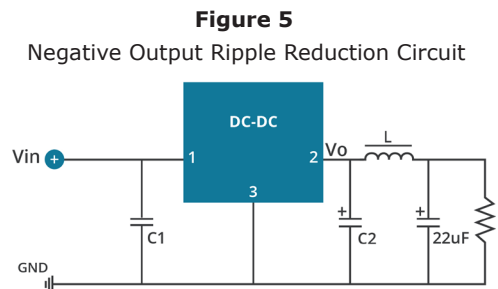 Figure 5
Negative Output Ripple Reduction Circuit
DC-DC
L
Vin +
1
2
Vo
3
+
+
C1
C2
22uF
GND